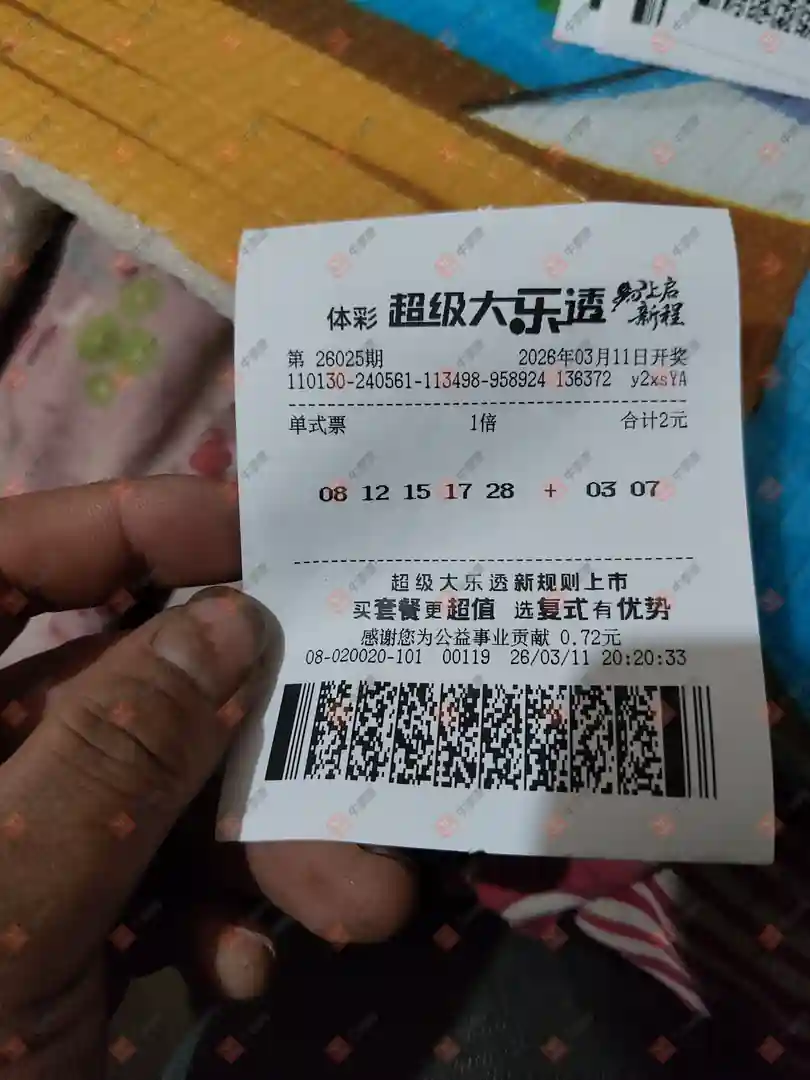 体彩 超级大乐透 马上启新程
第 26025期 2026年03月11日开奖
110130-240561-113498-958924 136372 y2xsYA
单式票 1倍 合计2元
08 12 15 17 28 + 03 07
超级大乐透新规则上市
买套餐更超值 选复式有优势
感谢您为公益事业贡献 0.72元
08-020020-101 00119 26/03/11 20:20:33